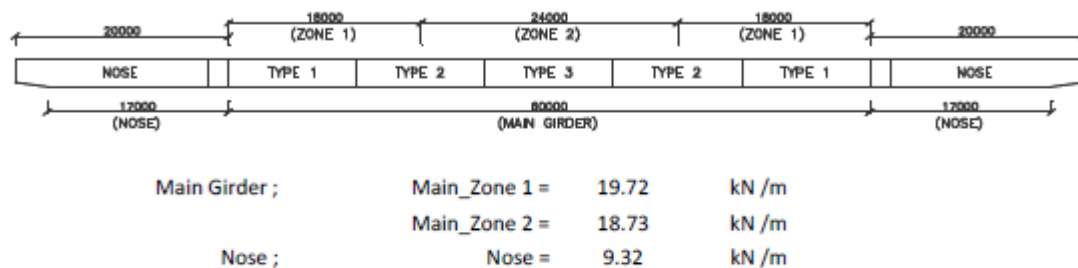 20000 18000 24000 18000 20000
(ZONE 1) (ZONE 2) (ZONE 1)
NOSE TYPE 1 TYPE 2 TYPE 3 TYPE 2 TYPE 1 NOSE
17000 60000 17000
(NOSE) (MAIN GIRDER) (NOSE)
Main Girder ; Main_Zone 1 = 19.72 kN /m
Main_Zone 2 = 18.73 kN /m
Nose ; Nose = 9.32 kN /m